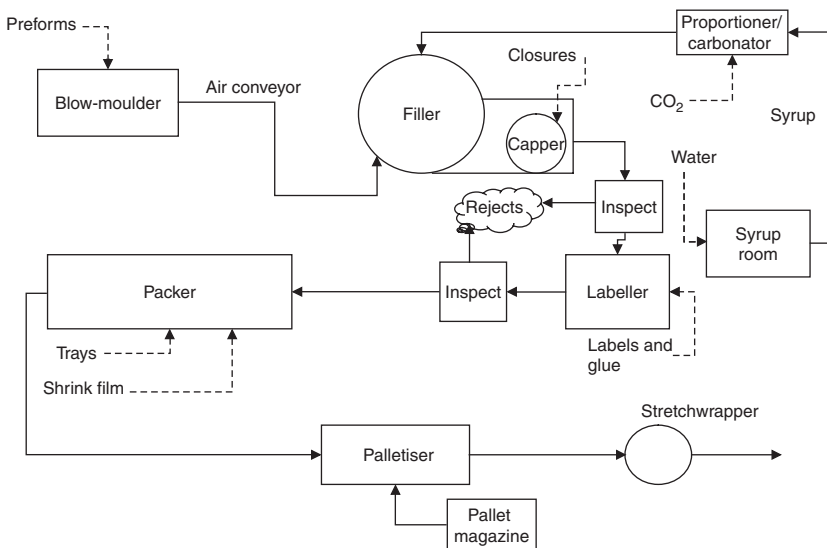 Preforms
Blow-moulder
Air conveyor
Filler
Closures
Capper
Proportioner/
carbonator
CO₂
Syrup
Water
Syrup
room
Rejects
Inspect
Labeller
Labels and
glue
Inspect
Packer
Trays
Shrink film
Palletiser
Pallet
magazine
Stretchwrapper